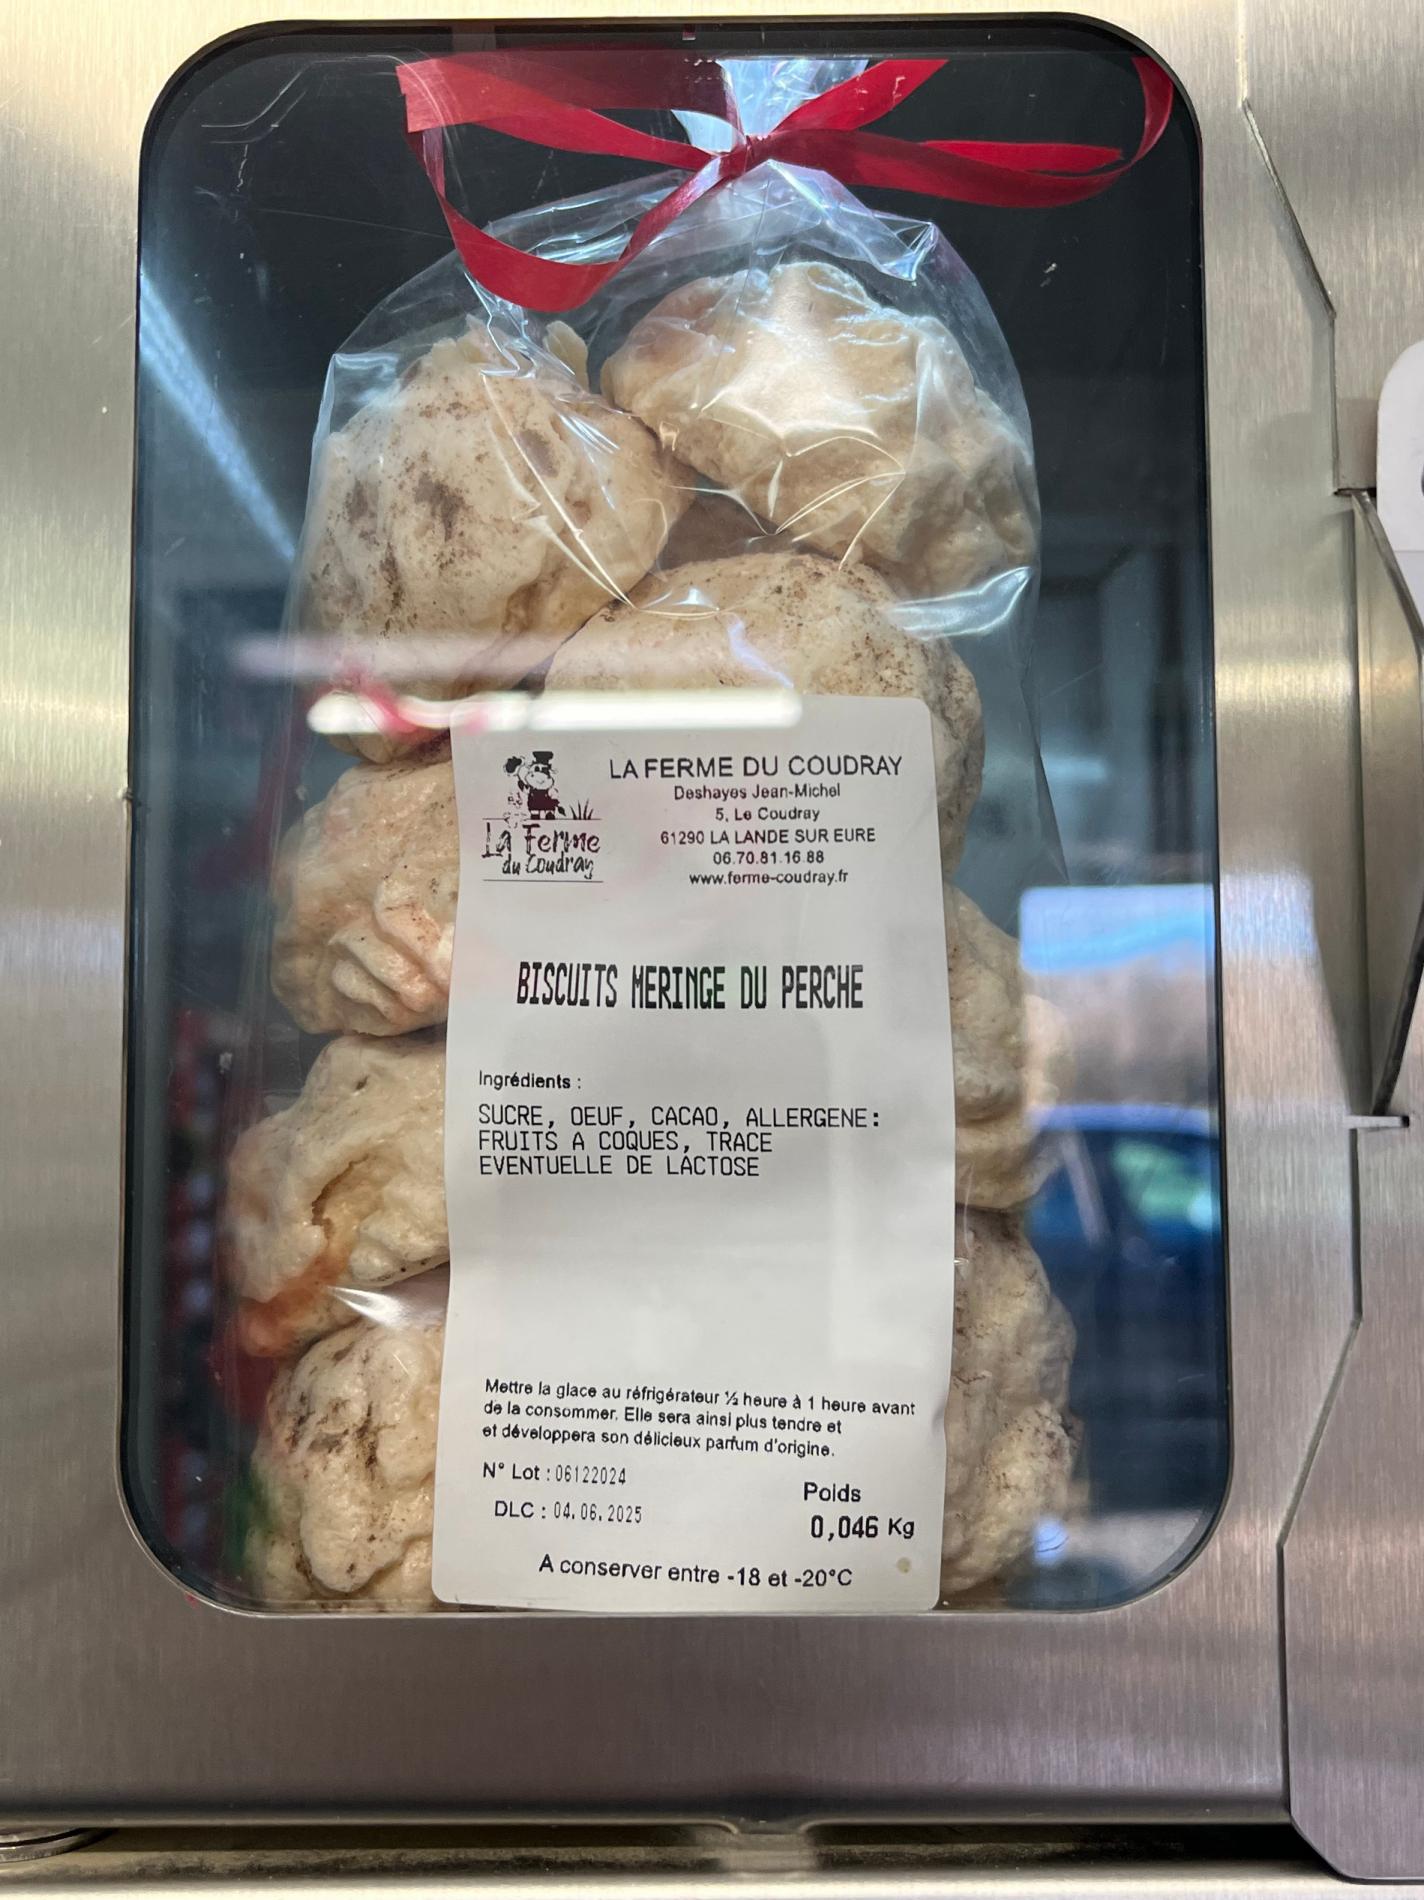 LA FERME DU COUDRAY
Deshayes Jean-Michel
5, Le Coudray
61290 LA LANDE SUR EURE
06.70.81.16.88
www.ferme-coudray.fr
La Ferme
du Coudray
BISCUITS MERINGE DU PERCHE
Ingrédients :
SUCRE, OEUF, CACAO, ALLERGENE:
FRUITS A COQUES, TRACE
EVENTUELLE DE LACTOSE
Mettre la glace au réfrigérateur ½ heure à 1 heure avant
de la consommer. Elle sera ainsi plus tendre et
et développera son délicieux parfum d'origine.
N° Lot : 06122024
DLC : 04.06.2025
Poids
0,046 Kg
A conserver entre -18 et -20°C